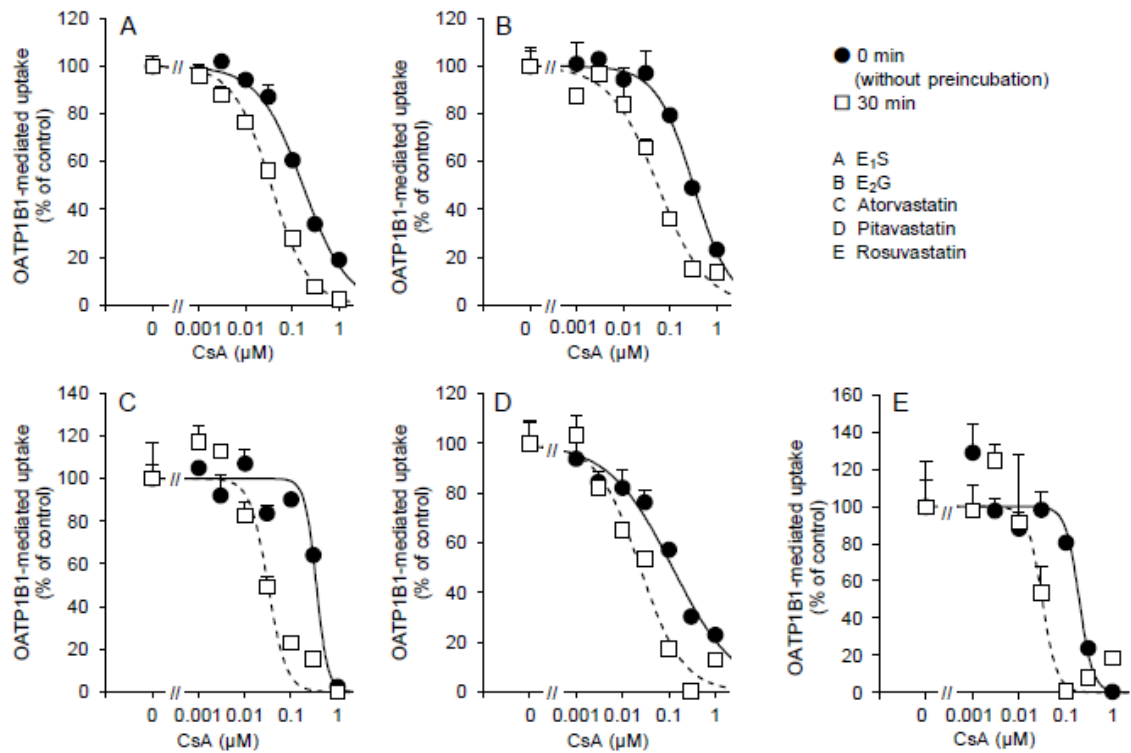 A
OATP1B1-mediated uptake
(% of control)
120
100
80
60
40
20
0
//
//
0 0.001 0.01 0.1 1
CsA (µM)
B
OATP1B1-mediated uptake
(% of control)
120
100
80
60
40
20
0
//
//
0 0.001 0.01 0.1 1
CsA (µM)
0 min
(without preincubation)
30 min
A E₁S
B E₂G
C Atorvastatin
D Pitavastatin
E Rosuvastatin
C
OATP1B1-mediated uptake
(% of control)
140
120
100
80
60
40
20
0
//
//
0 0.001 0.01 0.1 1
CsA (µM)
D
OATP1B1-mediated uptake
(% of control)
120
100
80
60
40
20
0
//
//
0 0.001 0.01 0.1 1
CsA (µM)
E
OATP1B1-mediated uptake
(% of control)
160
140
120
100
80
60
40
20
0
//
//
0 0.001 0.01 0.1 1
CsA (µM)